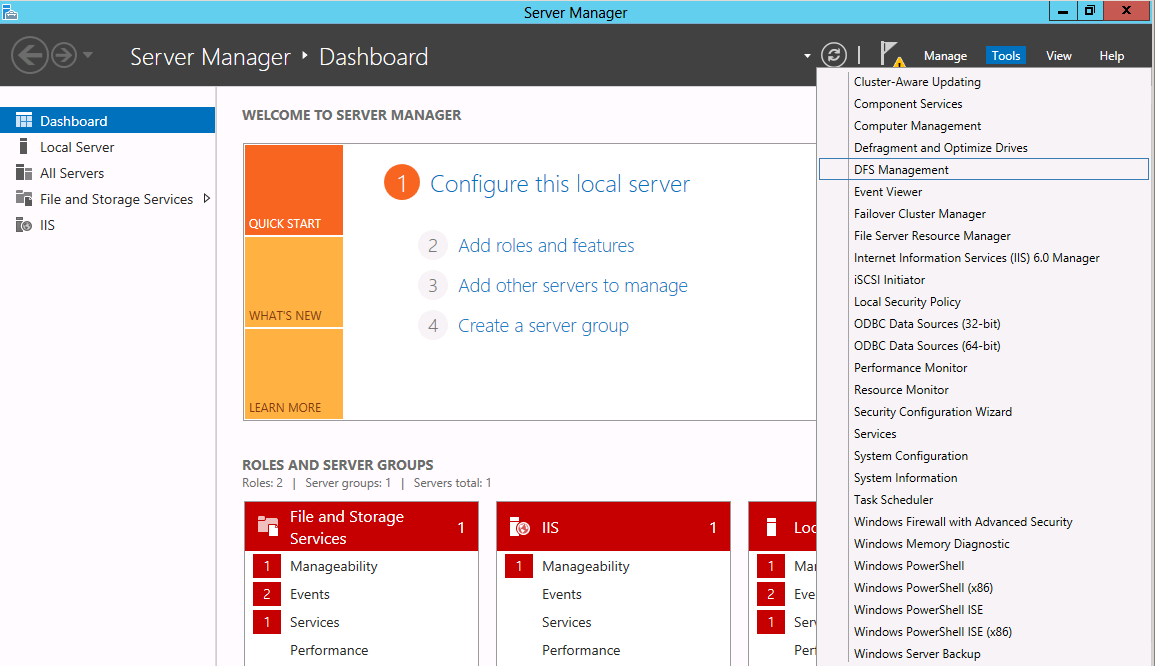 Server Manager
Server Manager Dashboard
Manage Tools View Help
Dashboard
Local Server
All Servers
File and Storage Services
IIS
WELCOME TO SERVER MANAGER
QUICK START
WHAT'S NEW
LEARN MORE
1 Configure this local server
2 Add roles and features
3 Add other servers to manage
4 Create a server group
ROLES AND SERVER GROUPS
Roles: 2 | Server groups: 1 | Servers total: 1
File and Storage
Services 1
1 Manageability
2 Events
1 Services
Performance
IIS 1
1 Manageability
Events
Services
Performance
Loc
1 Mar
2 Eve
1 Serv
Perf
Cluster-Aware Updating
Component Services
Computer Management
Defragment and Optimize Drives
DFS Management
Event Viewer
Failover Cluster Manager
File Server Resource Manager
Internet Information Services (IIS) 6.0 Manager
iSCSI Initiator
Local Security Policy
ODBC Data Sources (32-bit)
ODBC Data Sources (64-bit)
Performance Monitor
Resource Monitor
Security Configuration Wizard
Services
System Configuration
System Information
Task Scheduler
Windows Firewall with Advanced Security
Windows Memory Diagnostic
Windows PowerShell
Windows PowerShell (x86)
Windows PowerShell ISE
Windows PowerShell ISE (x86)
Windows Server Backup